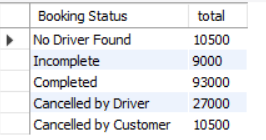 Booking Status total
No Driver Found 10500
Incomplete 9000
Completed 93000
Cancelled by Driver 27000
Cancelled by Customer 10500